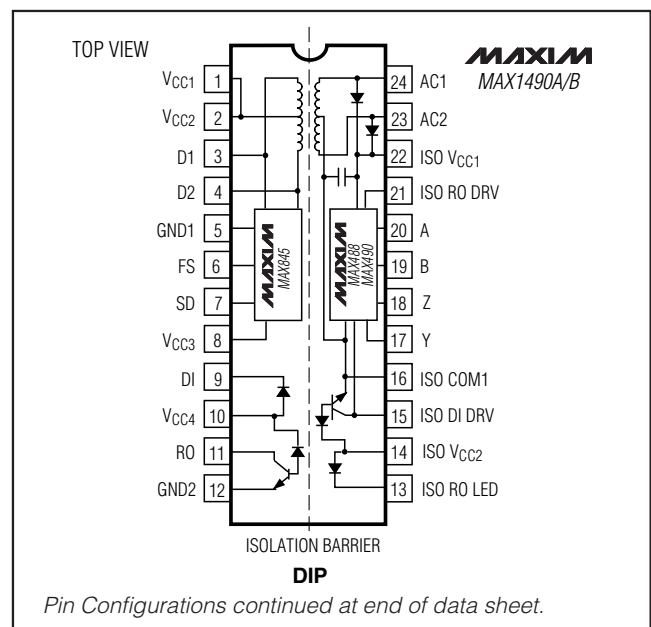 TOP VIEW
MAXIM
MAX1490A/B
VCC1 1
VCC2 2
D1 3
D2 4
GND1 5
FS 6
SD 7
VCC3 8
DI 9
VCC4 10
RO 11
GND2 12
24 AC1
23 AC2
22 ISO VCC1
21 ISO RO DRV
20 A
19 B
18 Z
17 Y
16 ISO COM1
15 ISO DI DRV
14 ISO VCC2
13 ISO RO LED
MAXIM
MAX845
MAXIM
MAX488
MAX490
ISOLATION BARRIER
DIP
Pin Configurations continued at end of data sheet.